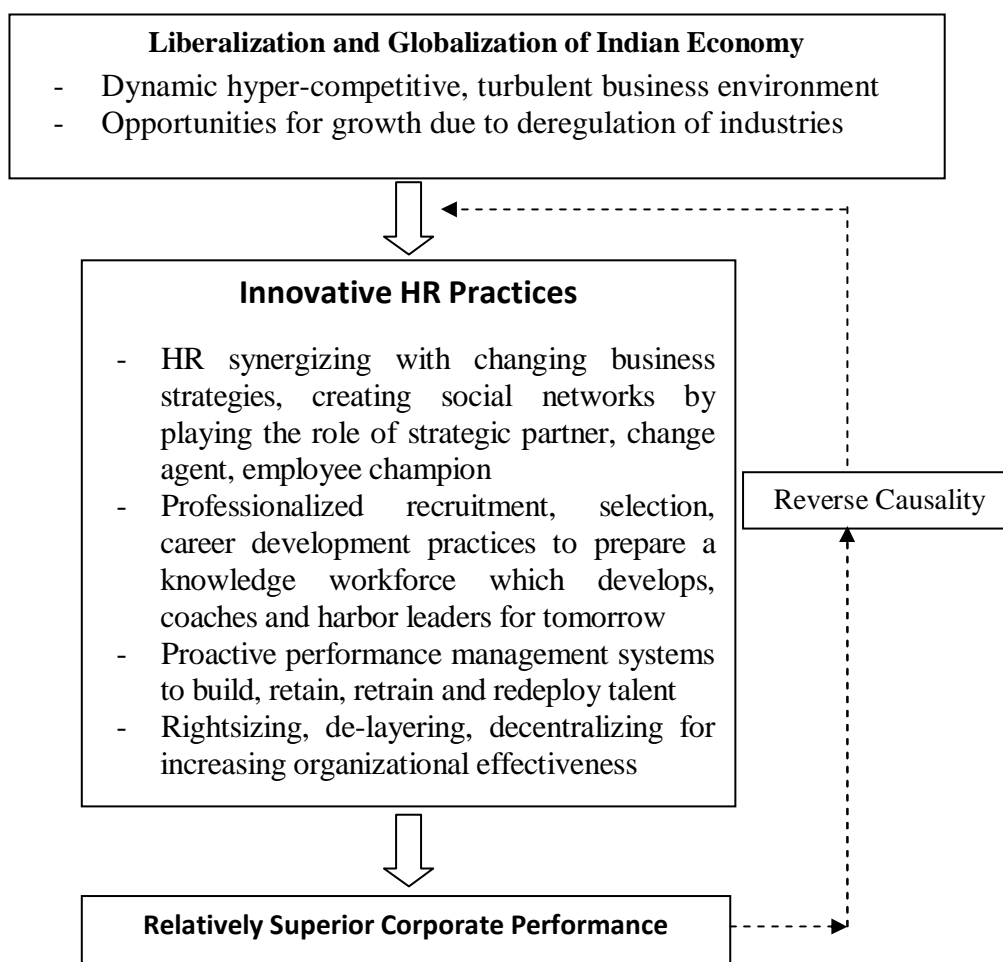 Liberalization and Globalization of Indian Economy
- Dynamic hyper-competitive, turbulent business environment
- Opportunities for growth due to deregulation of industries
Innovative HR Practices
- HR synergizing with changing business
strategies, creating social networks by
playing the role of strategic partner, change
agent, employee champion
- Professionalized recruitment, selection,
career development practices to prepare a
knowledge workforce which develops,
coaches and harbor leaders for tomorrow
- Proactive performance management systems
to build, retain, retrain and redeploy talent
- Rightsizing, de-layering, decentralizing for
increasing organizational effectiveness
Reverse Causality
Relatively Superior Corporate Performance